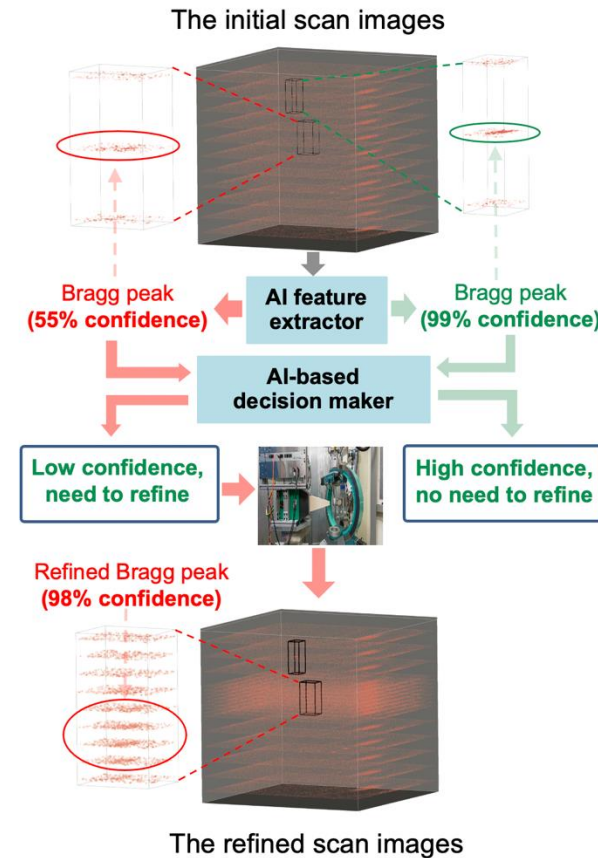 The initial scan images
Bragg peak
(55% confidence)
AI feature
extractor
Bragg peak
(99% confidence)
AI-based
decision maker
Low confidence,
need to refine
High confidence,
no need to refine
Refined Bragg peak
(98% confidence)
The refined scan images